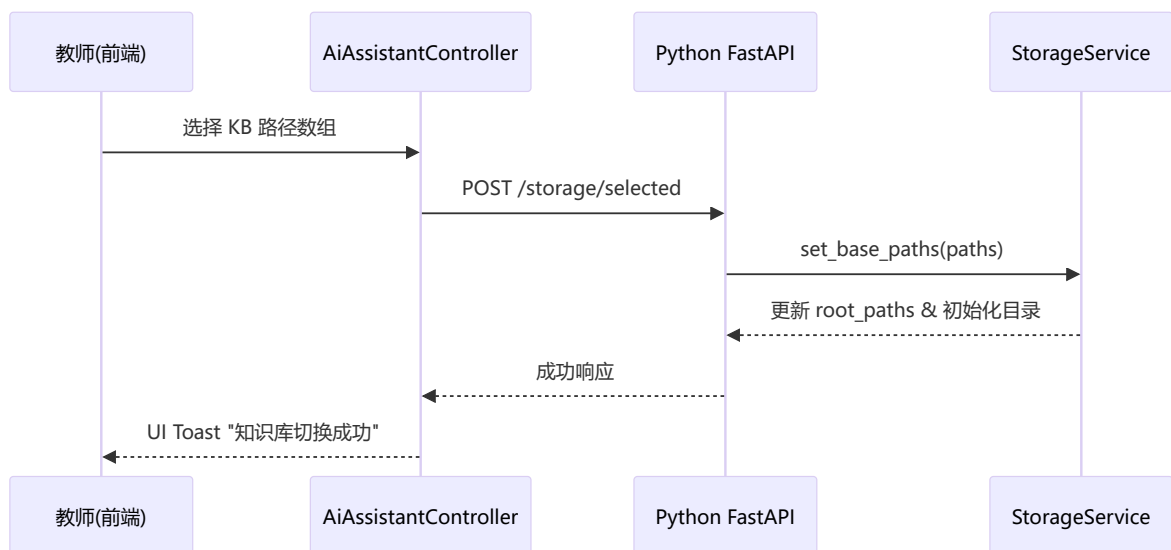 教师(前端)
AiAssistantController
Python FastAPI
StorageService
选择 KB 路径数组
POST /storage/selected
set_base_paths(paths)
更新 root_paths & 初始化目录
成功响应
UI Toast "知识库切换成功"
教师(前端)
AiAssistantController
Python FastAPI
StorageService